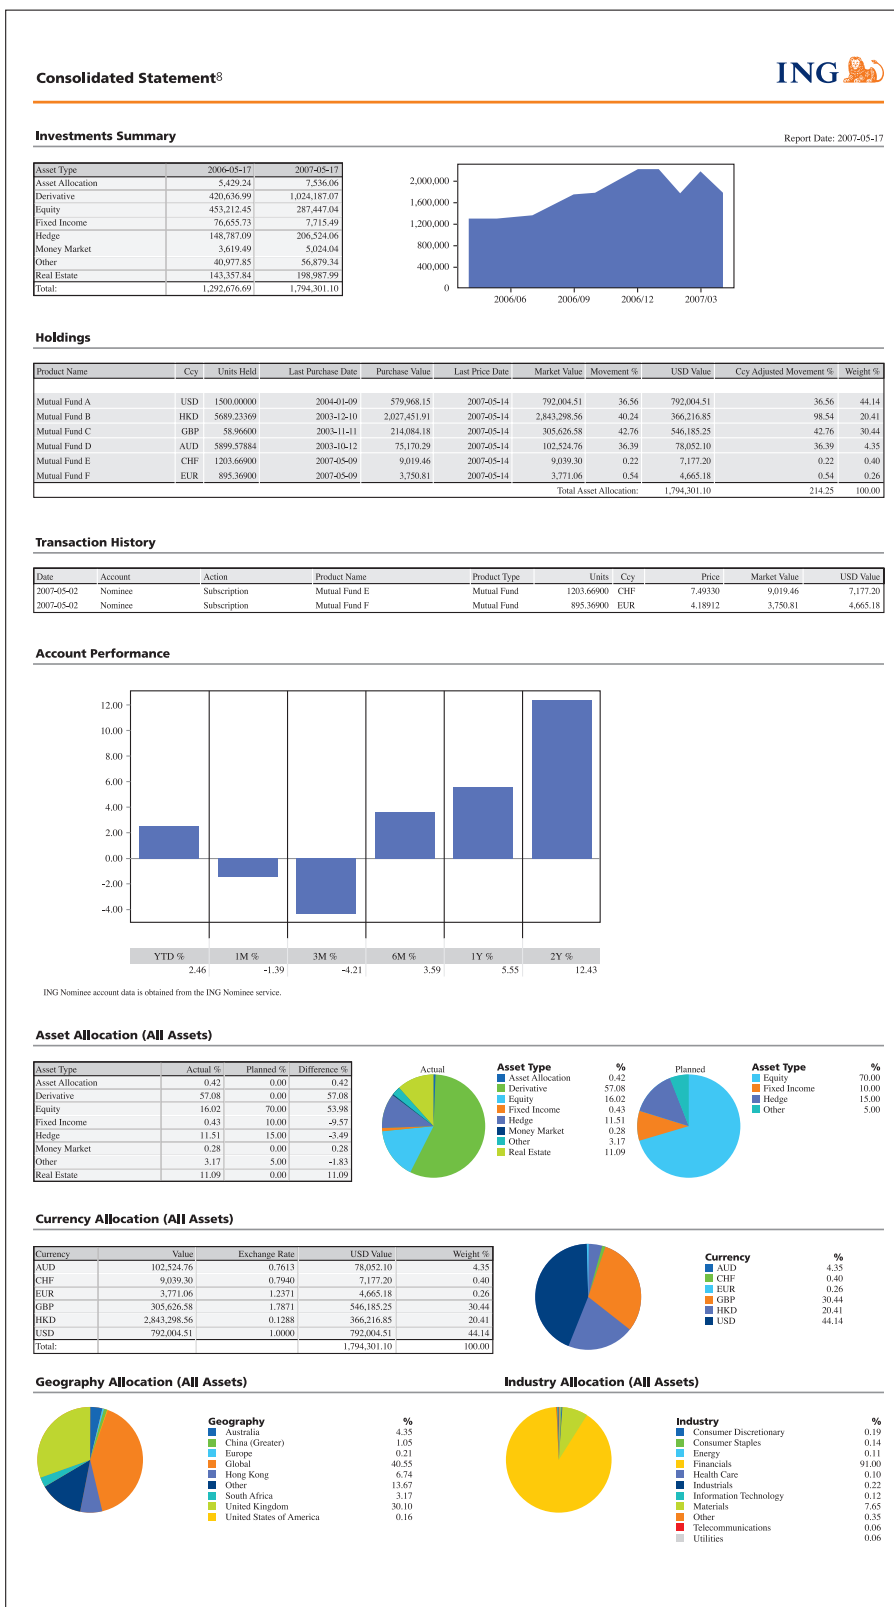 Consolidated Statement8
ING
Investments Summary
Report Date: 2007-05-17
Asset Type 2006-05-17 2007-05-17
Asset Allocation 5,429.24 7,536.06
Derivative 420,636.99 1,024,187.07
Equity 453,212.45 287,447.04
Fixed Income 76,655.73 7,715.49
Hedge 148,787.09 206,524.06
Money Market 3,619.49 5,024.04
Other 40,977.85 56,879.34
Real Estate 143,357.84 198,987.99
Total: 1,292,676.69 1,794,301.10
2,000,000
1,600,000
1,200,000
800,000
400,000
0
2006/06 2006/09 2006/12 2007/03
Holdings
Product Name Ccy Units Held Last Purchase Date Purchase Value Last Price Date Market Value Movement % USD Value Ccy Adjusted Movement % Weight %
Mutual Fund A USD 1500.00000 2004-01-09 579,968.15 2007-05-14 792,004.51 36.56 792,004.51 36.56 44.14
Mutual Fund B HKD 5689.23369 2003-12-10 2,027,451.91 2007-05-14 2,843,298.56 40.24 366,216.85 98.54 20.41
Mutual Fund C GBP 58.96600 2003-11-11 214,084.18 2007-05-14 305,626.58 42.76 546,185.25 42.76 30.44
Mutual Fund D AUD 5899.57884 2003-10-12 75,170.29 2007-05-14 102,524.76 36.39 78,052.10 36.39 4.35
Mutual Fund E CHF 1203.66900 2007-05-09 9,019.46 2007-05-14 9,039.30 0.22 7,177.20 0.22 0.40
Mutual Fund F EUR 895.36900 2007-05-09 3,750.81 2007-05-14 3,771.06 0.54 4,665.18 0.54 0.26
Total Asset Allocation: 1,794,301.10 214.25 100.00
Transaction History
Date Account Action Product Name Product Type Units Ccy Price Market Value USD Value
2007-05-02 Nominee Subscription Mutual Fund E Mutual Fund 1203.66900 CHF 7.49330 9,019.46 7,177.20
2007-05-02 Nominee Subscription Mutual Fund F Mutual Fund 895.36900 EUR 4.18912 3,750.81 4,665.18
Account Performance
12.00
10.00
8.00
6.00
4.00
2.00
0.00
-2.00
-4.00
YTD % 1M % 3M % 6M % 1Y % 2Y %
2.46 -1.39 -4.21 3.59 5.55 12.43
ING Nominee account data is obtained from the ING Nominee service.
Asset Allocation (All Assets)
Asset Type Actual % Planned % Difference %
Asset Allocation 0.42 0.00 0.42
Derivative 57.08 0.00 57.08
Equity 16.02 70.00 53.98
Fixed Income 0.43 10.00 -9.57
Hedge 11.51 15.00 -3.49
Money Market 0.28 0.00 0.28
Other 3.17 5.00 -1.83
Real Estate 11.09 0.00 11.09
Actual
Asset Type %
Asset Allocation 0.42
Derivative 57.08
Equity 16.02
Fixed Income 0.43
Hedge 11.51
Money Market 0.28
Other 3.17
Real Estate 11.09
Planned
Asset Type %
Equity 70.00
Fixed Income 10.00
Hedge 15.00
Other 5.00
Currency Allocation (All Assets)
Currency Value Exchange Rate USD Value Weight %
AUD 102,524.76 0.7613 78,052.10 4.35
CHF 9,039.30 0.7940 7,177.20 0.40
EUR 3,771.06 1.2371 4,665.18 0.26
GBP 305,626.58 1.7871 546,185.25 30.44
HKD 2,843,298.56 0.1288 366,216.85 20.41
USD 792,004.51 1.0000 792,004.51 44.14
Total: 1,794,301.10 100.00
Currency %
AUD 4.35
CHF 0.40
EUR 0.26
GBP 30.44
HKD 20.41
USD 44.14
Geography Allocation (All Assets)
Geography %
Australia 4.35
China (Greater) 1.05
Europe 0.21
Global 40.55
Hong Kong 6.74
Other 13.67
South Africa 3.17
United Kingdom 30.10
United States of America 0.16
Industry Allocation (All Assets)
Industry %
Consumer Discretionary 0.19
Consumer Staples 0.14
Energy 0.11
Financials 91.00
Health Care 0.10
Industrials 0.22
Information Technology 0.12
Materials 7.65
Other 0.35
Telecommunications 0.06
Utilities 0.06